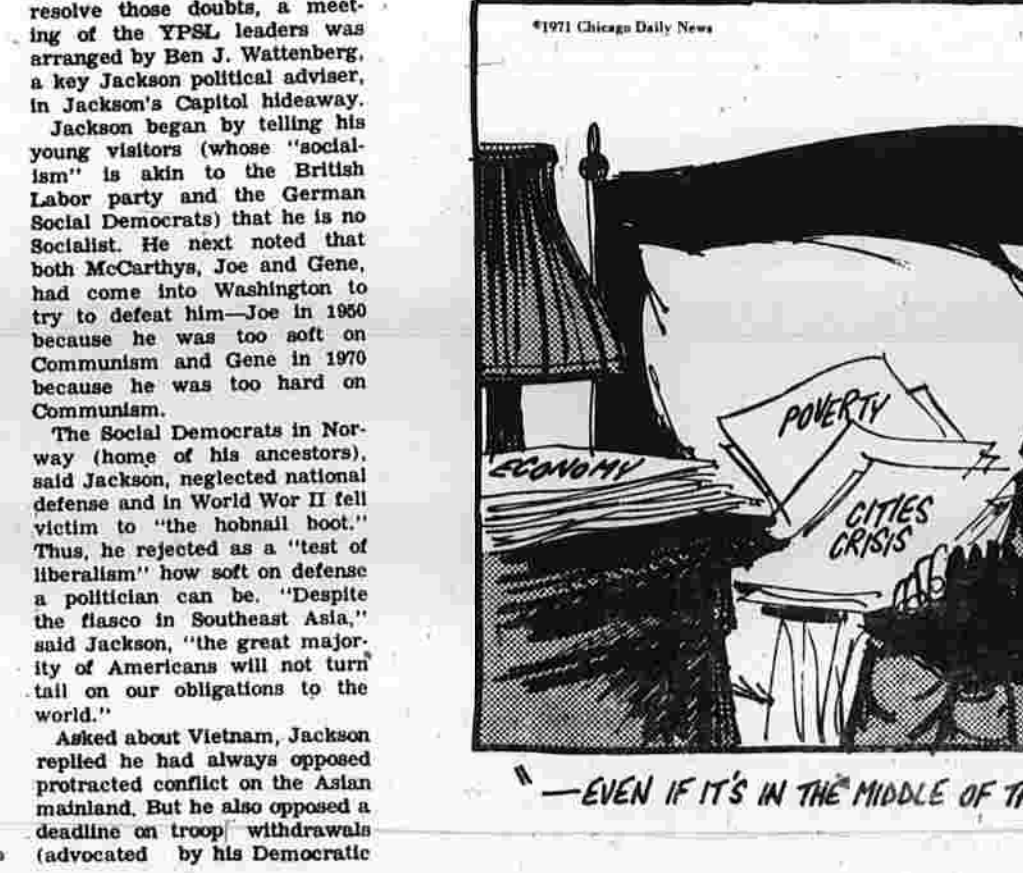 resolve those doubts, a meet-
ing of the YPSL leaders was
arranged by Ben J. Wattenberg,
a key Jackson political adviser,
in Jackson's Capitol hideaway.
Jackson began by telling his
young visitors (whose "social-
ism" is akin to the British
Labor party and the German
Social Democrats) that he is no
Socialist. He next noted that
both McCarthys, Joe and Gene,
had come into Washington to
try to defeat him—Joe in 1950
because he was too soft on
Communism and Gene in 1970
because he was too hard on
Communism.
The Social Democrats in Nor-
way (home of his ancestors),
said Jackson, neglected national
defense and in World Wor II fell
victim to "the hobnail boot."
Thus, he rejected as a "test of
liberalism" how soft on defense
a politician can be. "Despite
the fiasco in Southeast Asia,"
said Jackson, "the great major-
ity of Americans will not turn
tail on our obligations to the
world."
Asked about Vietnam, Jackson
replied he had always opposed
protracted conflict on the Asian
mainland. But he also opposed a
deadline on troop withdrawals
(advocated by his Democratic
©1971 Chicago Daily News
POVERTY
ECONOMY
CITIES
CRISIS
"—EVEN IF IT'S IN THE MIDDLE OF